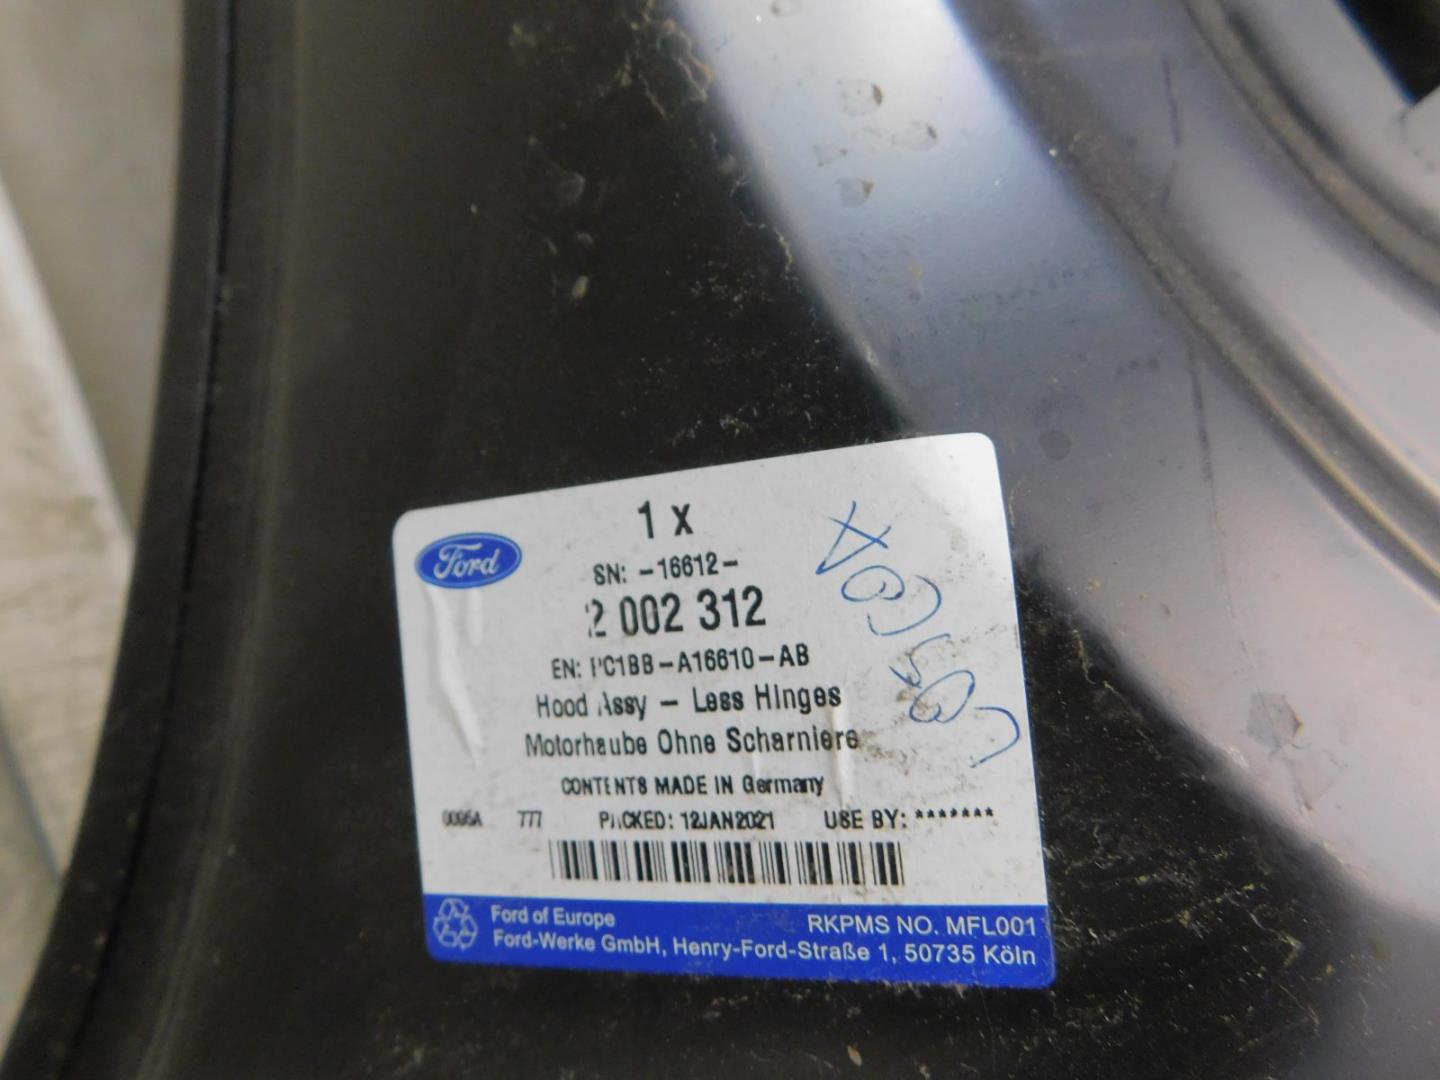 1 x
Ford
SN: -16612-
2 002 312
EN: PC1BB-A16610-AB
Hood Assy - Less Hinges
Motorhaube Ohne Scharniere
CONTENTS MADE IN Germany
777 PACKED: 12JAN2021 USE BY: *******
Ford of Europe RKPMS NO. MFL001
Ford-Werke GmbH, Henry-Ford-Straße 1, 50735 Köln